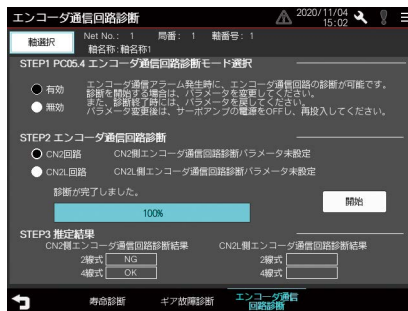 エンコーダ通信回路診断
2020/11/04
15:02
軸選択
Net No.: 1 局番: 1 軸番号: 1
軸名称:軸名称1
STEP1 PC05.4 エンコーダ通信回路診断モード選択
有効
無効
エンコーダ通信アラーム発生時に、エンコーダ通信回路の診断が可能です。
診断を開始する場合は、パラメータを変更してください。
また、診断終了時には、パラメータを戻してください。
パラメータ変更後は、サーボアンプの電源をOFFし、再投入してください。
STEP2 エンコーダ通信回路診断
CN2回路 CN2側エンコーダ通信回路診断パラメータ未設定
CN2L回路 CN2L側エンコーダ通信回路診断パラメータ未設定
診断が完了しました。
100%
開始
STEP3 推定結果
CN2側エンコーダ通信回路診断結果 CN2L側エンコーダ通信回路診断結果
2線式 NG 2線式
4線式 OK 4線式
寿命診断 ギア故障診断 エンコーダ通信
回路診断